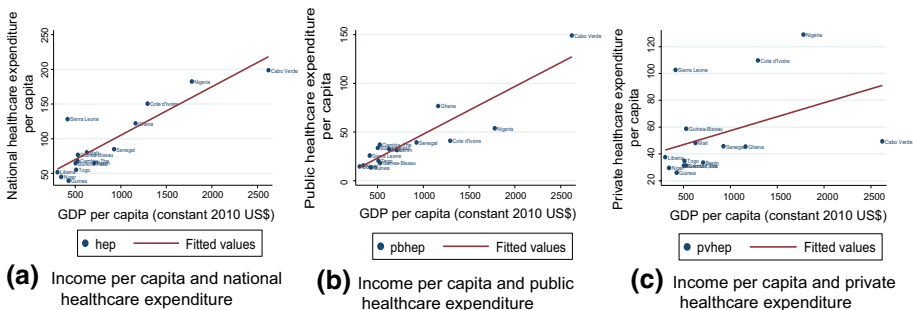 National healthcare expenditure
per capita
250
200
150
100
50
Cabo Verde
Nigeria
Cote d'Ivoire
Sierra Leone
Ghana
Senegal
Mali
Guinea-Bissau
Togo
Liberia
Niger
Guinea
500 1000 1500 2000 2500
GDP per capita (constant 2010 US$)
hep Fitted values
(a) Income per capita and national
healthcare expenditure
Public healthcare expenditure
per capita
150
100
50
0
Cabo Verde
Ghana
Nigeria
Cote d'Ivoire
Senegal
Gambia, The
Benin
Sierra Leone
Guinea-Bissau
Guinea
500 1000 1500 2000 2500
GDP per capita (constant 2010 US$)
pbhep Fitted values
(b) Income per capita and public
healthcare expenditure
Private healthcare expenditure
per capita
120
100
80
60
40
20
Nigeria
Cote d'Ivoire
Sierra Leone
Guinea-Bissau
Cabo Verde
Mali
Senegal
Ghana
Liberia
Togo
Benin
Niger
Guinea
500 1000 1500 2000 2500
GDP per capita (constant 2010 US$)
pvhep Fitted values
(c) Income per capita and private
healthcare expenditure